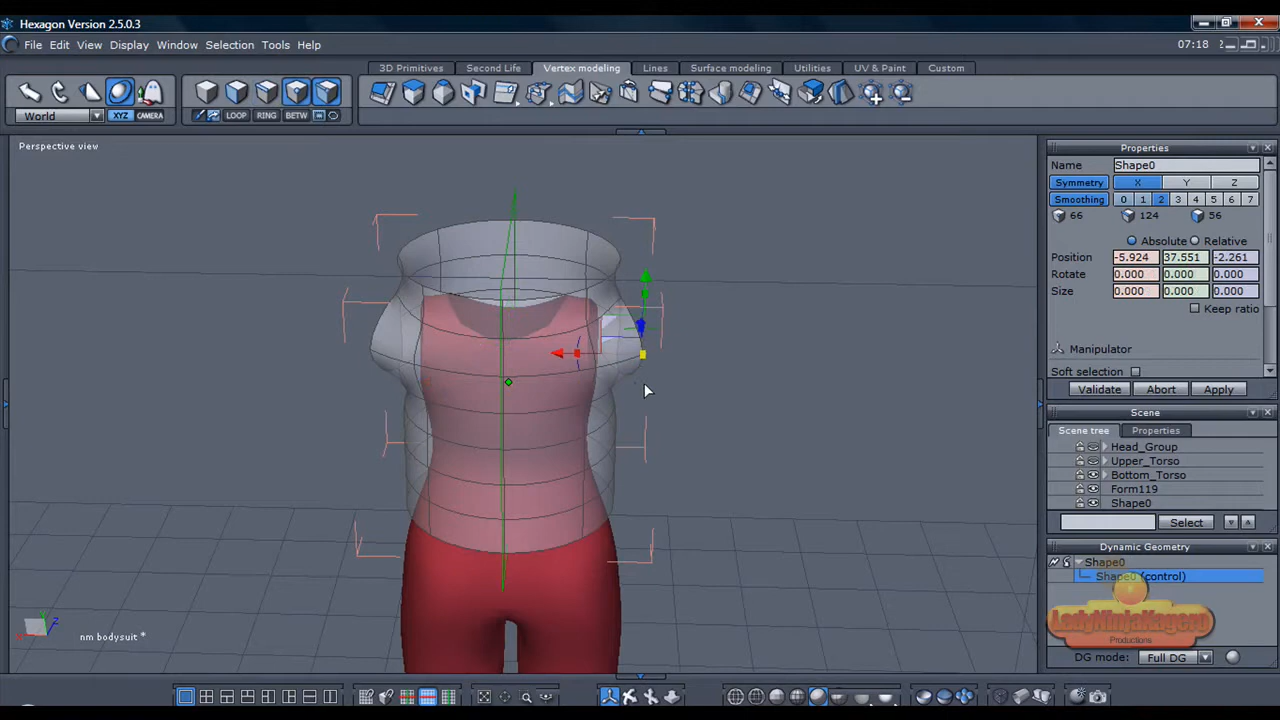 Hexagon Version 2.5.0.3
File Edit View Display Window Selection Tools Help
07:18 ?
3D Primitives Second Life Vertex modeling Lines Surface modeling Utilities UV & Paint Custom
World XYZ CAMERA LOOP RING BETW
Perspective view
Properties
Name Shape0
Symmetry X Y Z
Smoothing 0 1 2 3 4 5 6 7
66 124 56
Absolute Relative
Position -5.924 37.551 -2.261
Rotate 0.000 0.000 0.000
Size 0.000 0.000 0.000
Keep ratio
Manipulator
Soft selection
Validate Abort Apply
Scene
Scene tree Properties
Head_Group
Upper_Torso
Bottom_Torso
Form119
Shape0
Select
Dynamic Geometry
Shape0
Shape0 (control)
LadyNinjaKagero
Productions
DG mode: Full DG
X Y Z
nm bodysuit *